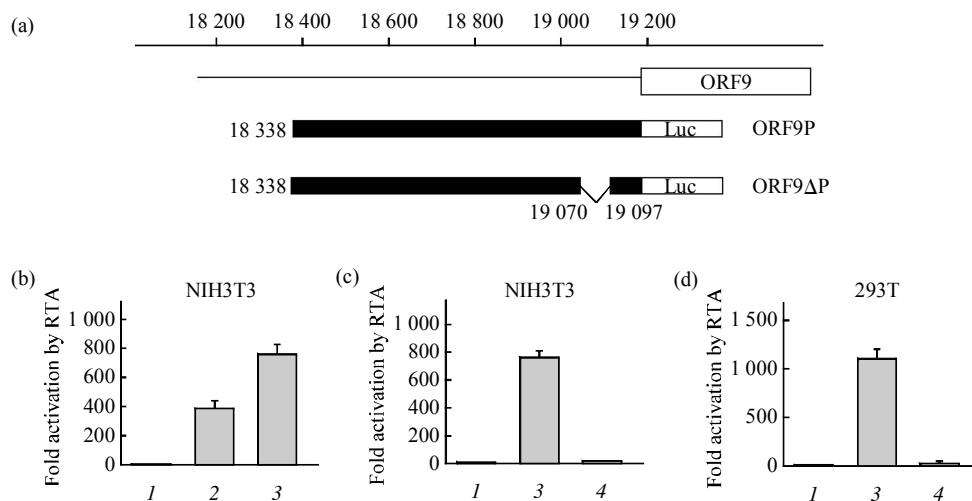 (a)
18 200 18 400 18 600 18 800 19 000 19 200
ORF9
18 338 Luc ORF9P
18 338 Luc ORF9ΔP
19 070 19 097
(b)
NIH3T3
Fold activation by RTA
1 000
800
600
400
200
0
1 2 3
(c)
NIH3T3
Fold activation by RTA
1 000
800
600
400
200
0
1 3 4
(d)
293T
Fold activation by RTA
1 500
1 000
500
0
1 3 4